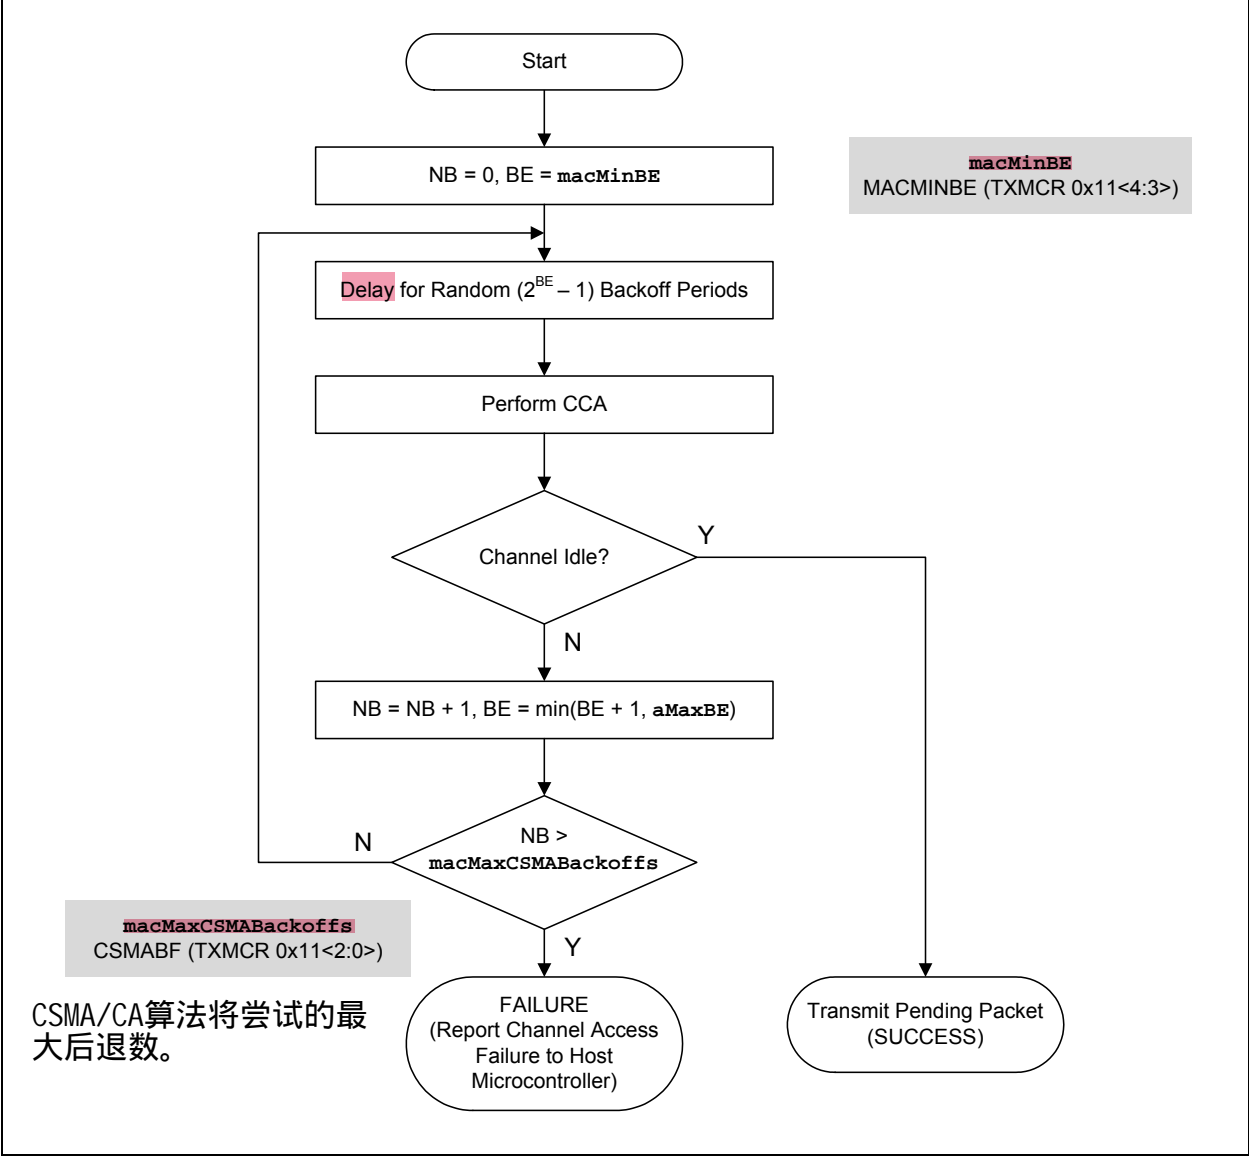 Start
NB = 0, BE = macMinBE
macMinBE
MACMINBE (TXMCR 0x11<4:3>)
Delay for Random (2^BE – 1) Backoff Periods
Perform CCA
Channel Idle?
Y
N
NB = NB + 1, BE = min(BE + 1, aMaxBE)
NB >
macMaxCSMABackoffs
N
Y
macMaxCSMABackoffs
CSMABF (TXMCR 0x11<2:0>)
CSMA/CA算法将尝试的最
大后退数。
FAILURE
(Report Channel Access
Failure to Host
Microcontroller)
Transmit Pending Packet
(SUCCESS)